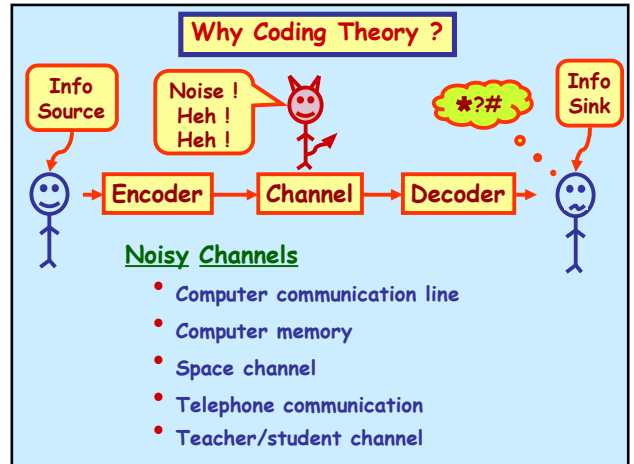 Why Coding Theory ?
Info
Source
Noise !
Heh !
Heh !
*?#
Info
Sink
Encoder
Channel
Decoder
Noisy Channels
• Computer communication line
• Computer memory
• Space channel
• Telephone communication
• Teacher/student channel